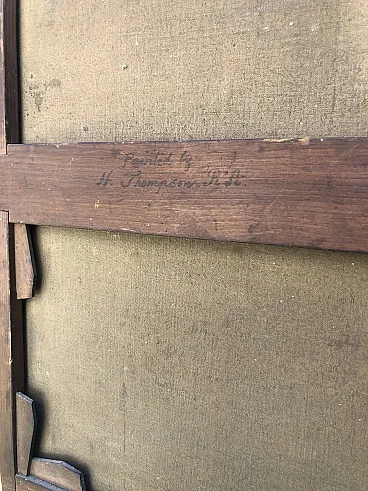 Painted by
H. Thompson. R. A.